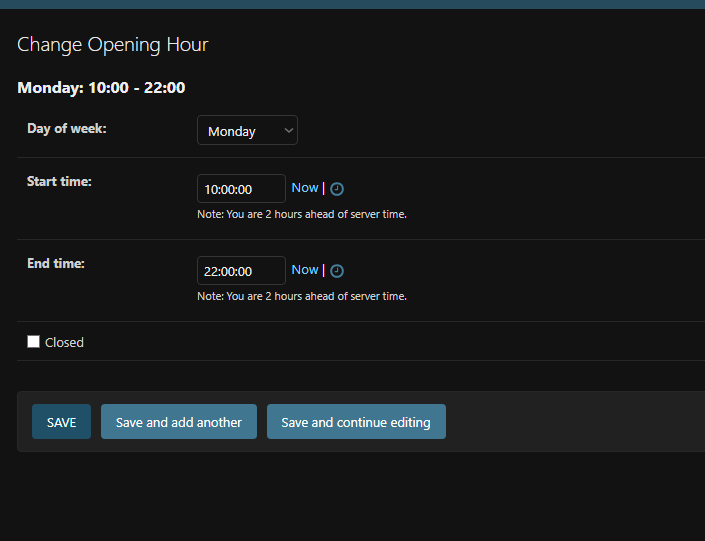 Change Opening Hour
Monday: 10:00 - 22:00
Day of week:
Monday
Start time:
10:00:00 Now |
Note: You are 2 hours ahead of server time.
End time:
22:00:00 Now |
Note: You are 2 hours ahead of server time.
Closed
SAVE Save and add another Save and continue editing